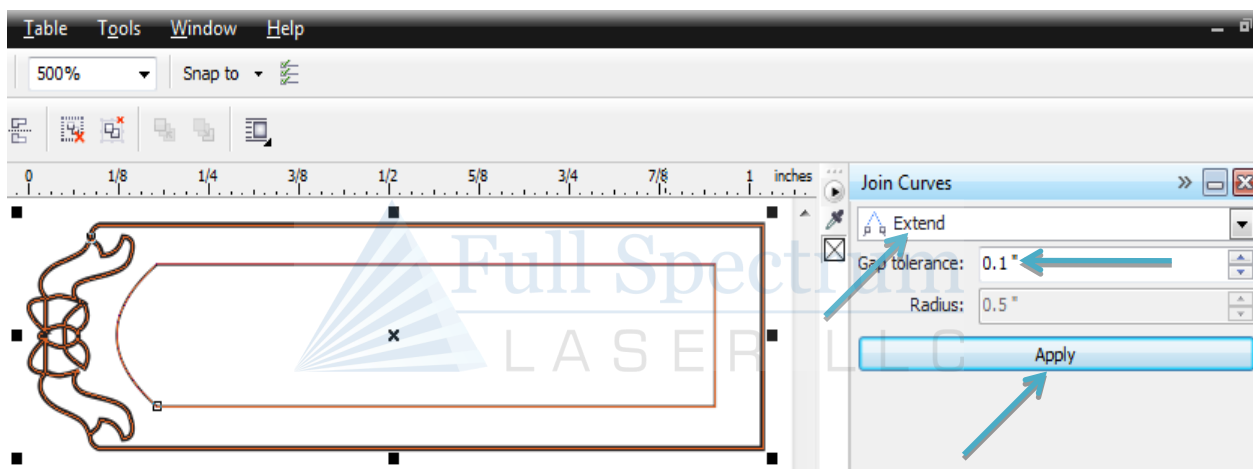 Table Tools Window Help
500% Snap to
0 1/8 1/4 3/8 1/2 5/8 3/4 7/8 1 inches
Join Curves
Extend
Gap tolerance: 0.1 "
Radius: 0.5 "
Apply
Full Spectrum
LASER LLC